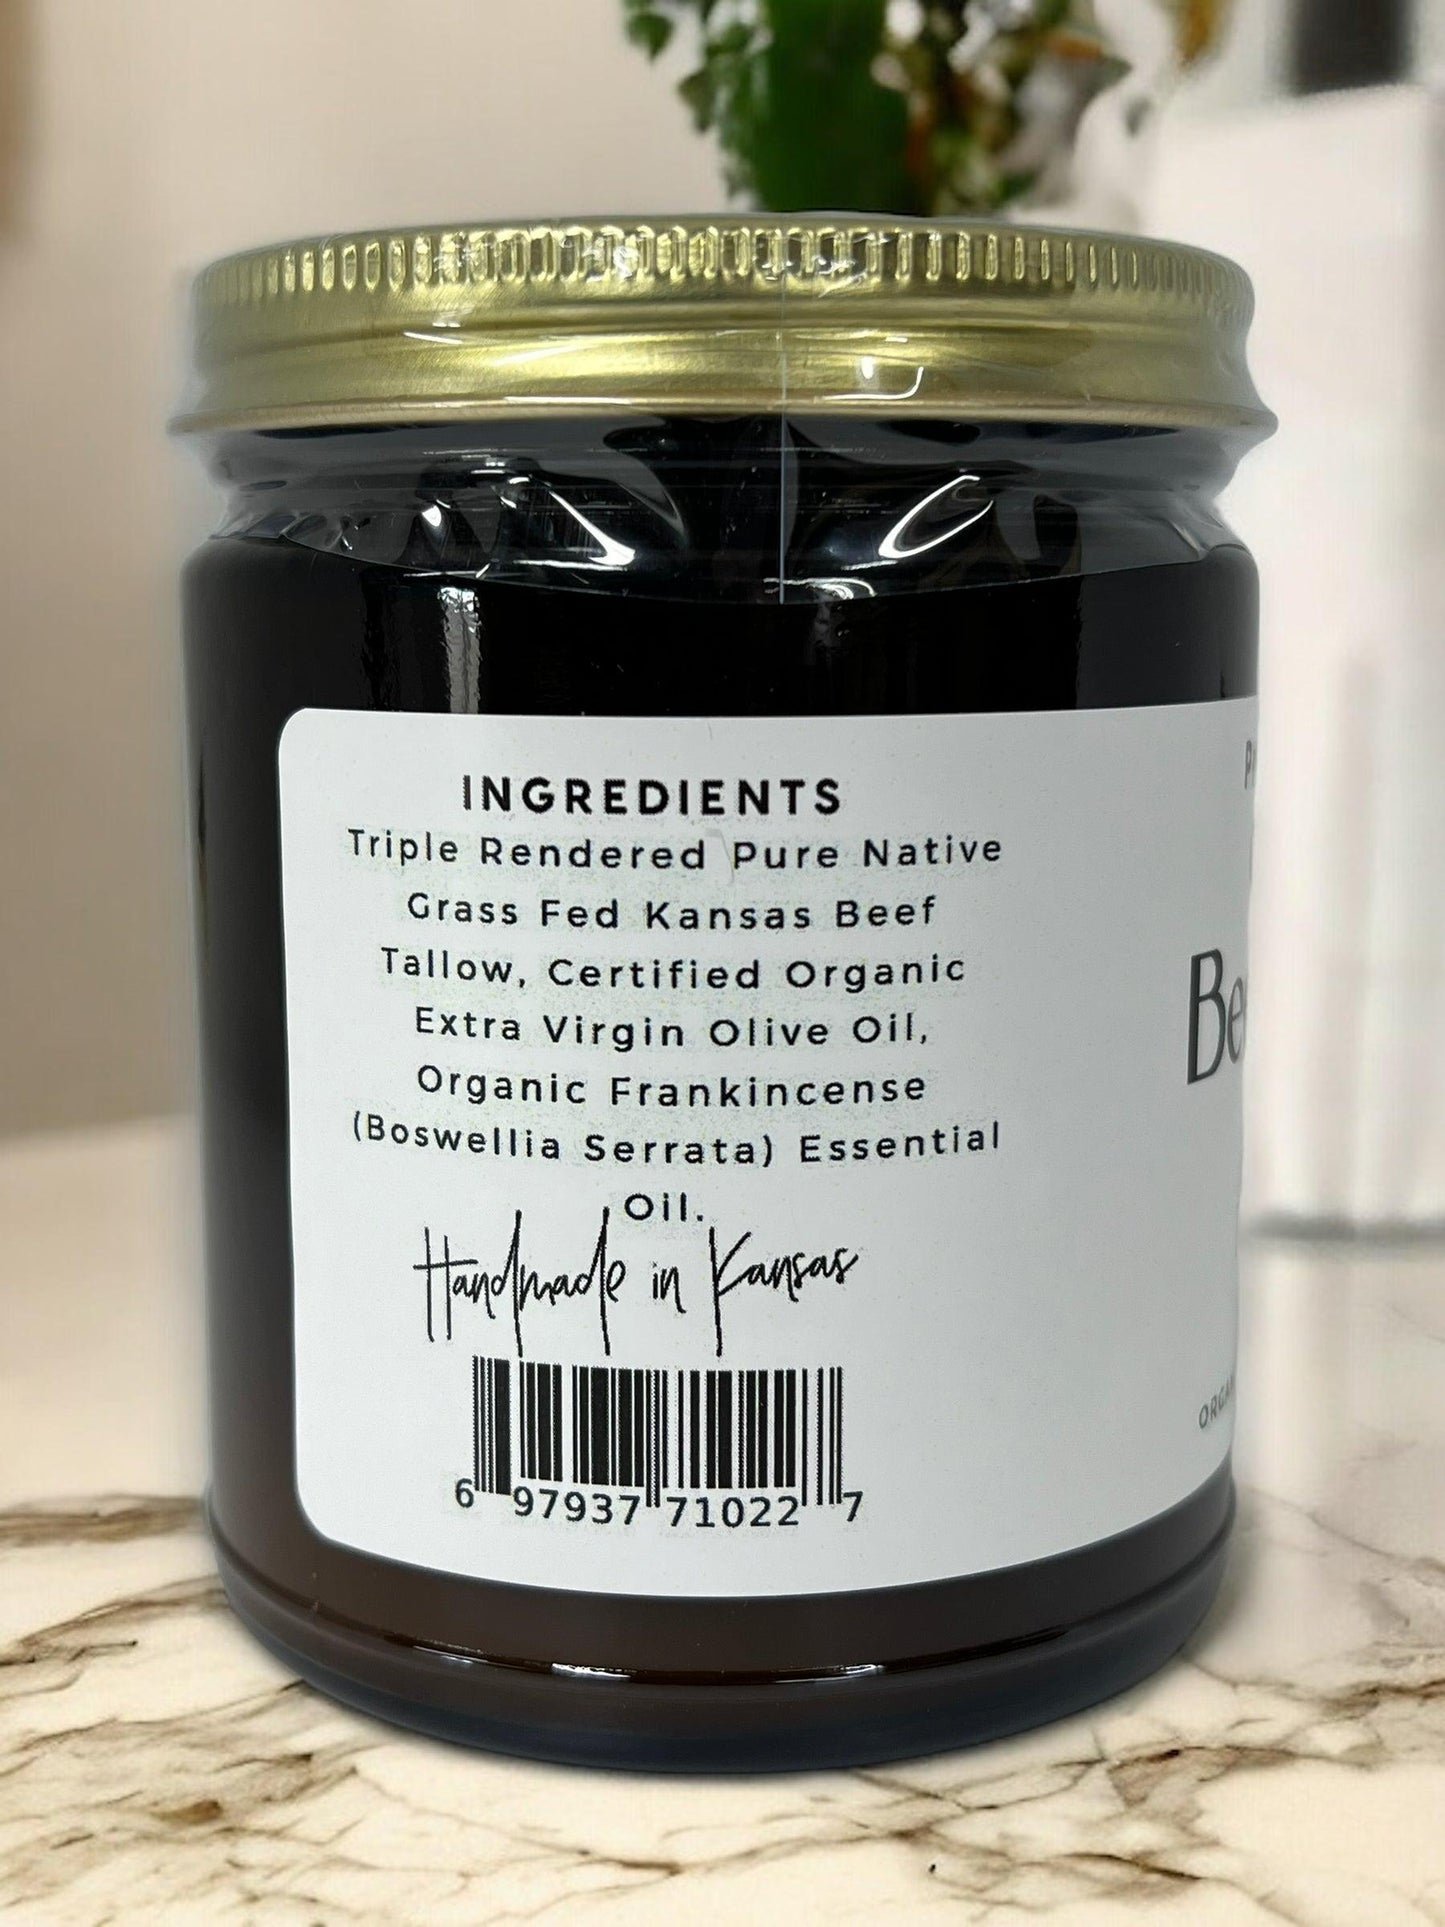 INGREDIENTS
Triple Rendered Pure Native
Grass Fed Kansas Beef
Tallow, Certified Organic
Extra Virgin Olive Oil,
Organic Frankincense
(Boswellia Serrata) Essential
Oil.
Handmade in Kansas
6 97937 71022 7